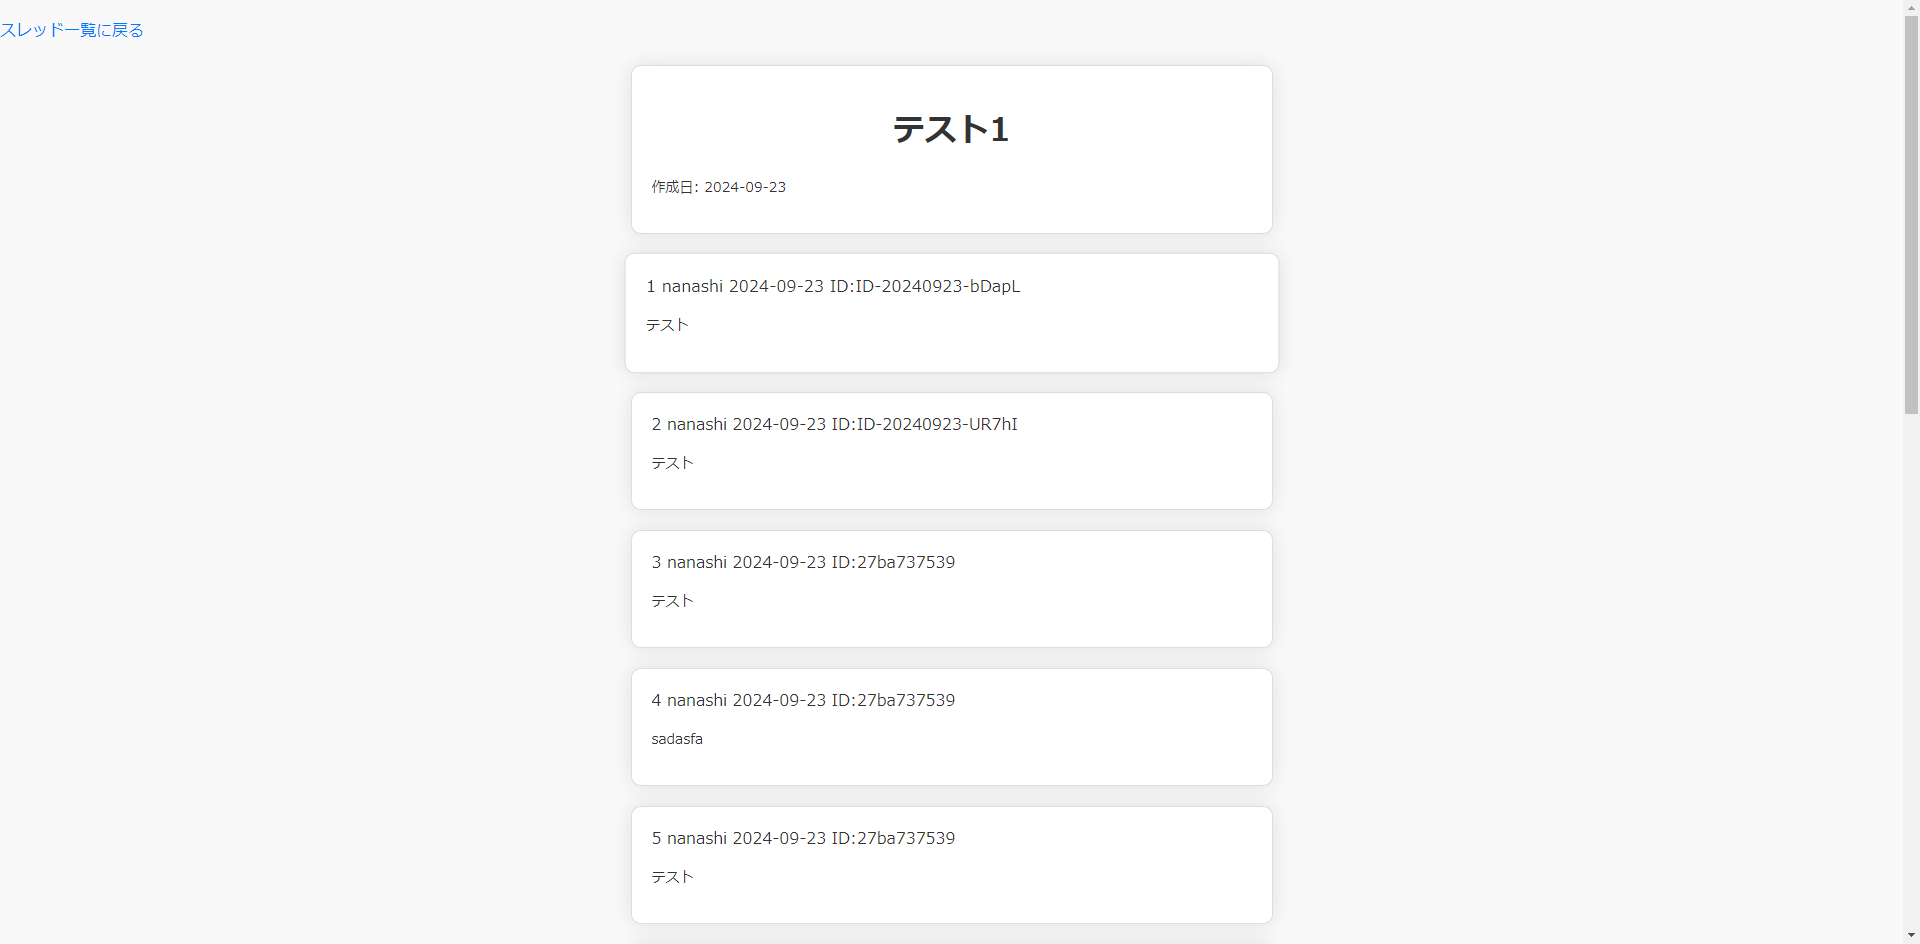 スレッド一覧に戻る
テスト1
作成日: 2024-09-23
1 nanashi 2024-09-23 ID:ID-20240923-bDapL
テスト
2 nanashi 2024-09-23 ID:ID-20240923-UR7hI
テスト
3 nanashi 2024-09-23 ID:27ba737539
テスト
4 nanashi 2024-09-23 ID:27ba737539
sadasfa
5 nanashi 2024-09-23 ID:27ba737539
テスト